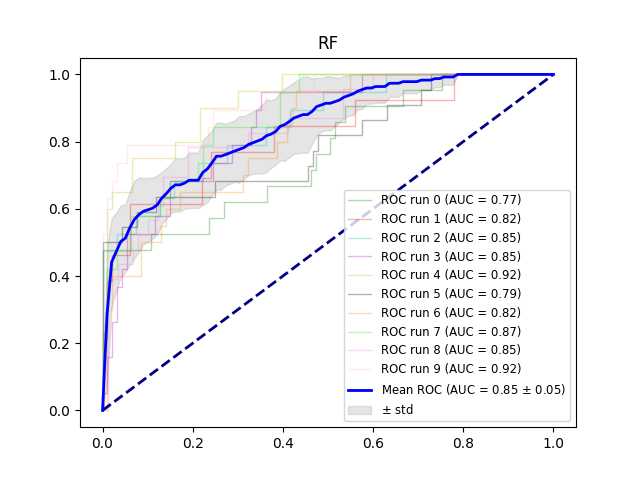 RF
1.0
0.8
0.6
0.4
0.2
0.0
0.0 0.2 0.4 0.6 0.8 1.0
ROC run 0 (AUC = 0.77)
ROC run 1 (AUC = 0.82)
ROC run 2 (AUC = 0.85)
ROC run 3 (AUC = 0.85)
ROC run 4 (AUC = 0.92)
ROC run 5 (AUC = 0.79)
ROC run 6 (AUC = 0.82)
ROC run 7 (AUC = 0.87)
ROC run 8 (AUC = 0.85)
ROC run 9 (AUC = 0.92)
Mean ROC (AUC = 0.85 ± 0.05)
± std